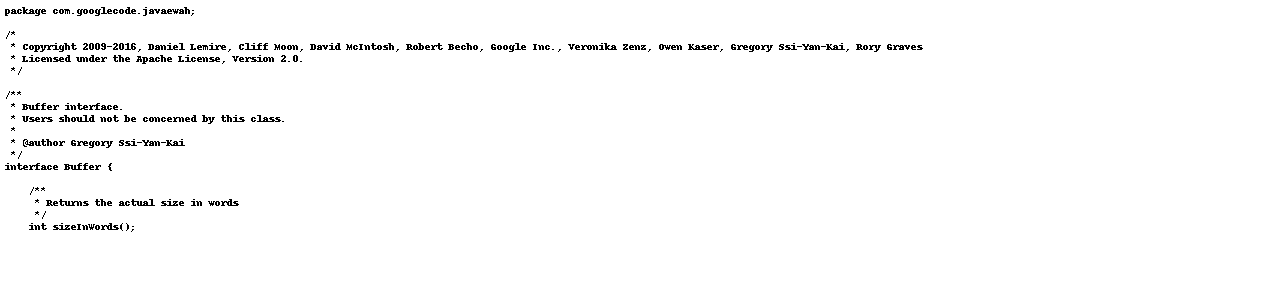 package com.googlecode.javaewah;

/*
 * Copyright 2009-2016, Daniel Lemire, Cliff Moon, David McIntosh, Robert Becho, Google Inc., Veronika Zenz, Owen Kaser, Gregory Ssi-Yan-Kai, Rory Graves
 * Licensed under the Apache License, Version 2.0.
 */

/**
 * Buffer interface.
 * Users should not be concerned by this class.
 *
 * @author Gregory Ssi-Yan-Kai
 */
interface Buffer {

    /**
     * Returns the actual size in words
     */
    int sizeInWords();